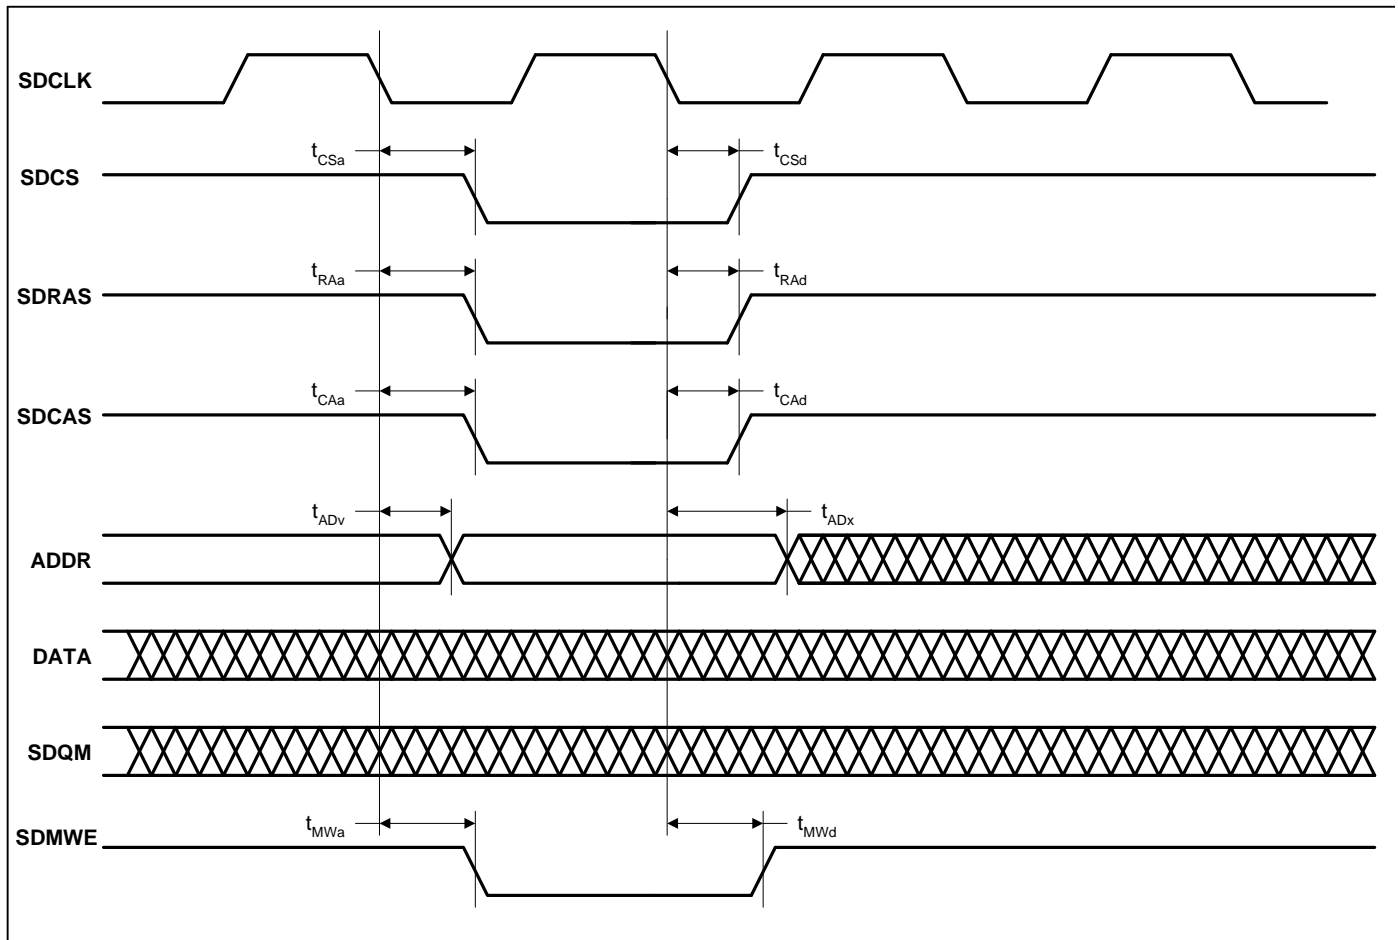 SDCLK
tCSa
tCSd
SDCS
tRAa
tRAd
SDRAS
tCAa
tCAd
SDCAS
tADv
tADx
ADDR
DATA
SDQM
tMWa
tMWd
SDMWE